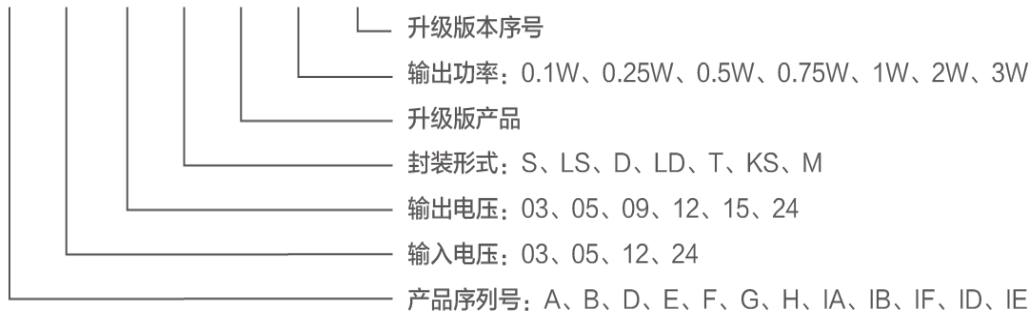 升级版本序号
输出功率：0.1W、0.25W、0.5W、0.75W、1W、2W、3W
升级版产品
封装形式：S、LS、D、LD、T、KS、M
输出电压：03、05、09、12、15、24
输入电压：03、05、12、24
产品序列号：A、B、D、E、F、G、H、IA、IB、IF、ID、IE